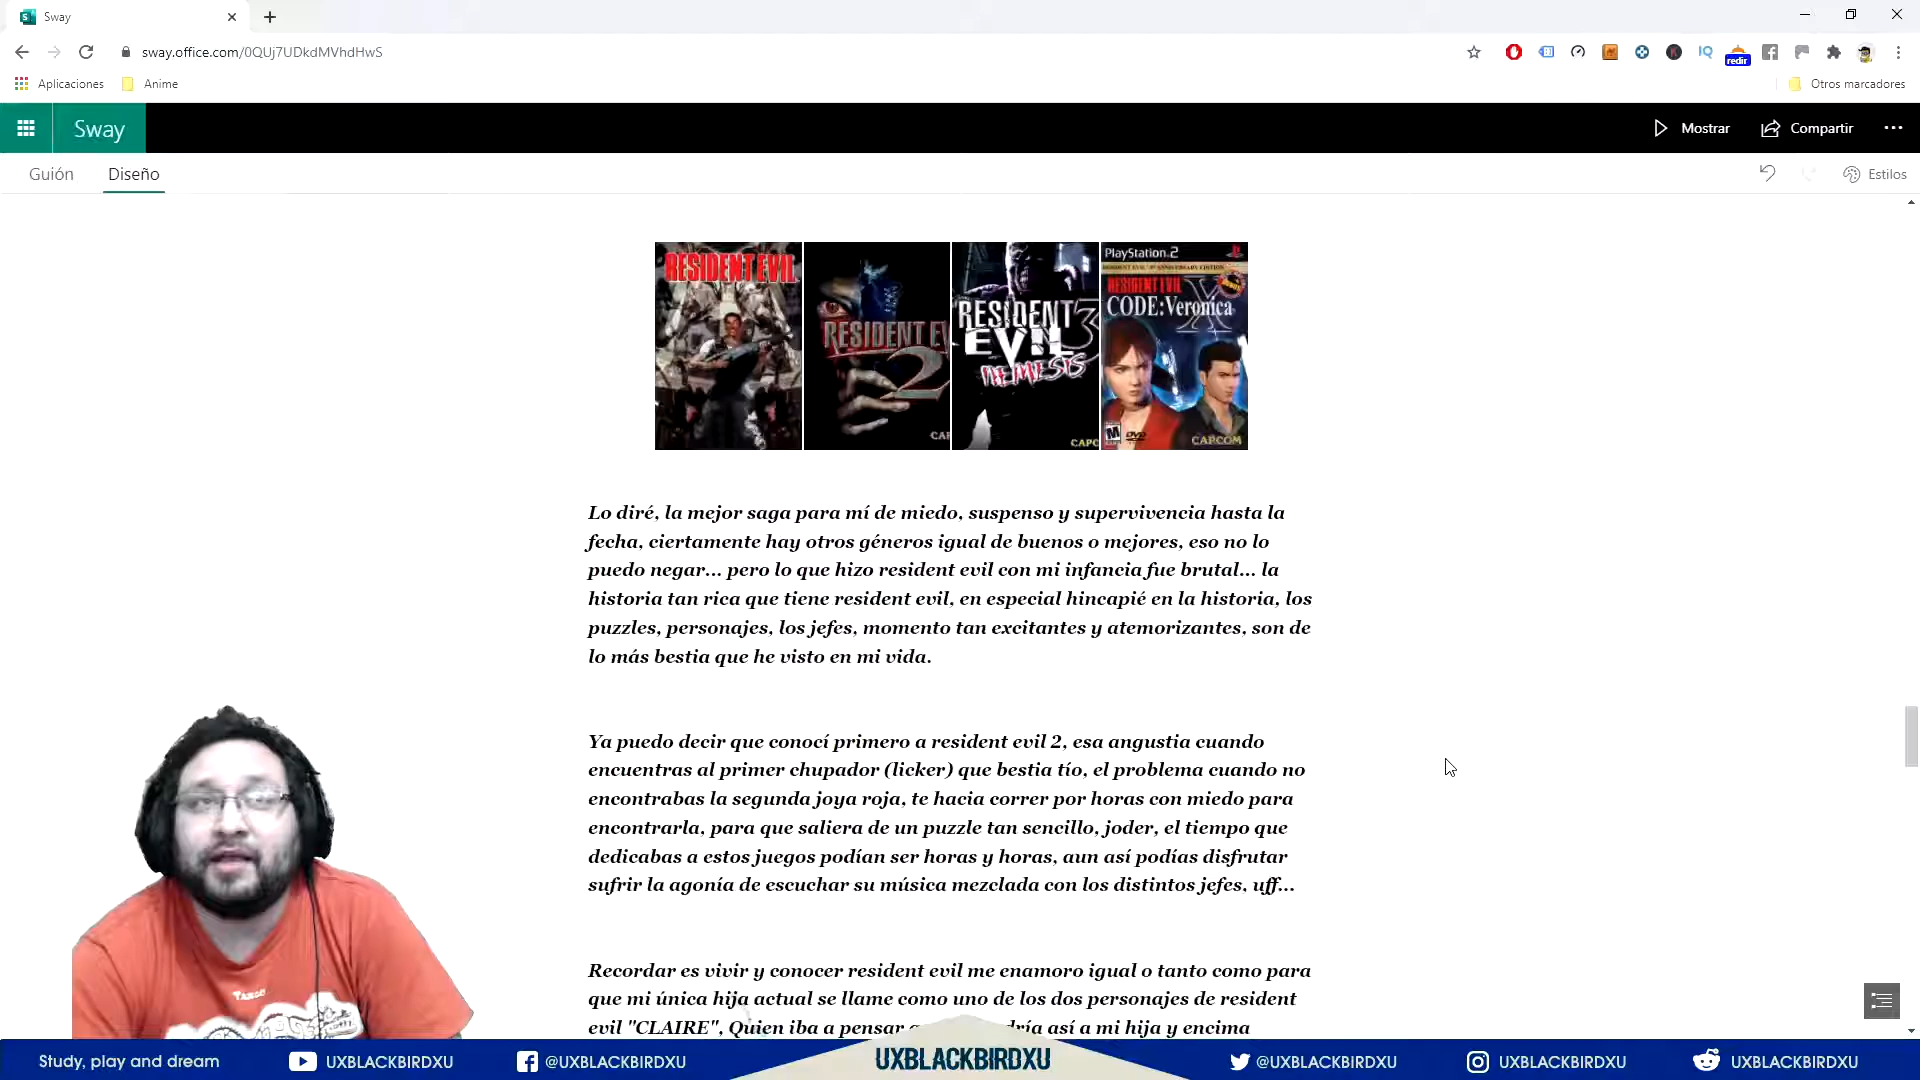 Sway
sway.office.com/0QUj7UDkdMVhdHwS
IQ
redir
Aplicaciones
Anime
Otros marcadores
Sway
Mostrar
Compartir
Guión
Diseño
Estilos
RESIDENT EVIL
RESIDENT EV
2
CAP
RESIDENT
EVIL 3
NEMESIS
CAPC
PlayStation 2
RESIDENT EVIL
CODE:Veronica
X
M
DVD
CAPCOM
Lo diré, la mejor saga para mí de miedo, suspenso y supervivencia hasta la
fecha, ciertamente hay otros géneros igual de buenos o mejores, eso no lo
puedo negar... pero lo que hizo resident evil con mi infancia fue brutal... la
historia tan rica que tiene resident evil, en especial hincapié en la historia, los
puzzles, personajes, los jefes, momento tan excitantes y atemorizantes, son de
lo más bestia que he visto en mi vida.
Ya puedo decir que conocí primero a resident evil 2, esa angustia cuando
encuentras al primer chupador (licker) que bestia tío, el problema cuando no
encontrabas la segunda joya roja, te hacia correr por horas con miedo para
encontrarla, para que saliera de un puzzle tan sencillo, joder, el tiempo que
dedicabas a estos juegos podían ser horas y horas, aun así podías disfrutar
sufrir la agonía de escuchar su música mezclada con los distintos jefes, uff...
Recordar es vivir y conocer resident evil me enamoro igual o tanto como para
que mi única hija actual se llame como uno de los dos personajes de resident
evil "CLAIRE", Quien iba a pensar dría así a mi hija y encima
Study, play and dream
UXBLACKBIRDXU
@UXBLACKBIRDXU
UXBLACKBIRDXU
@UXBLACKBIRDXU
UXBLACKBIRDXU
UXBLACKBIRDXU